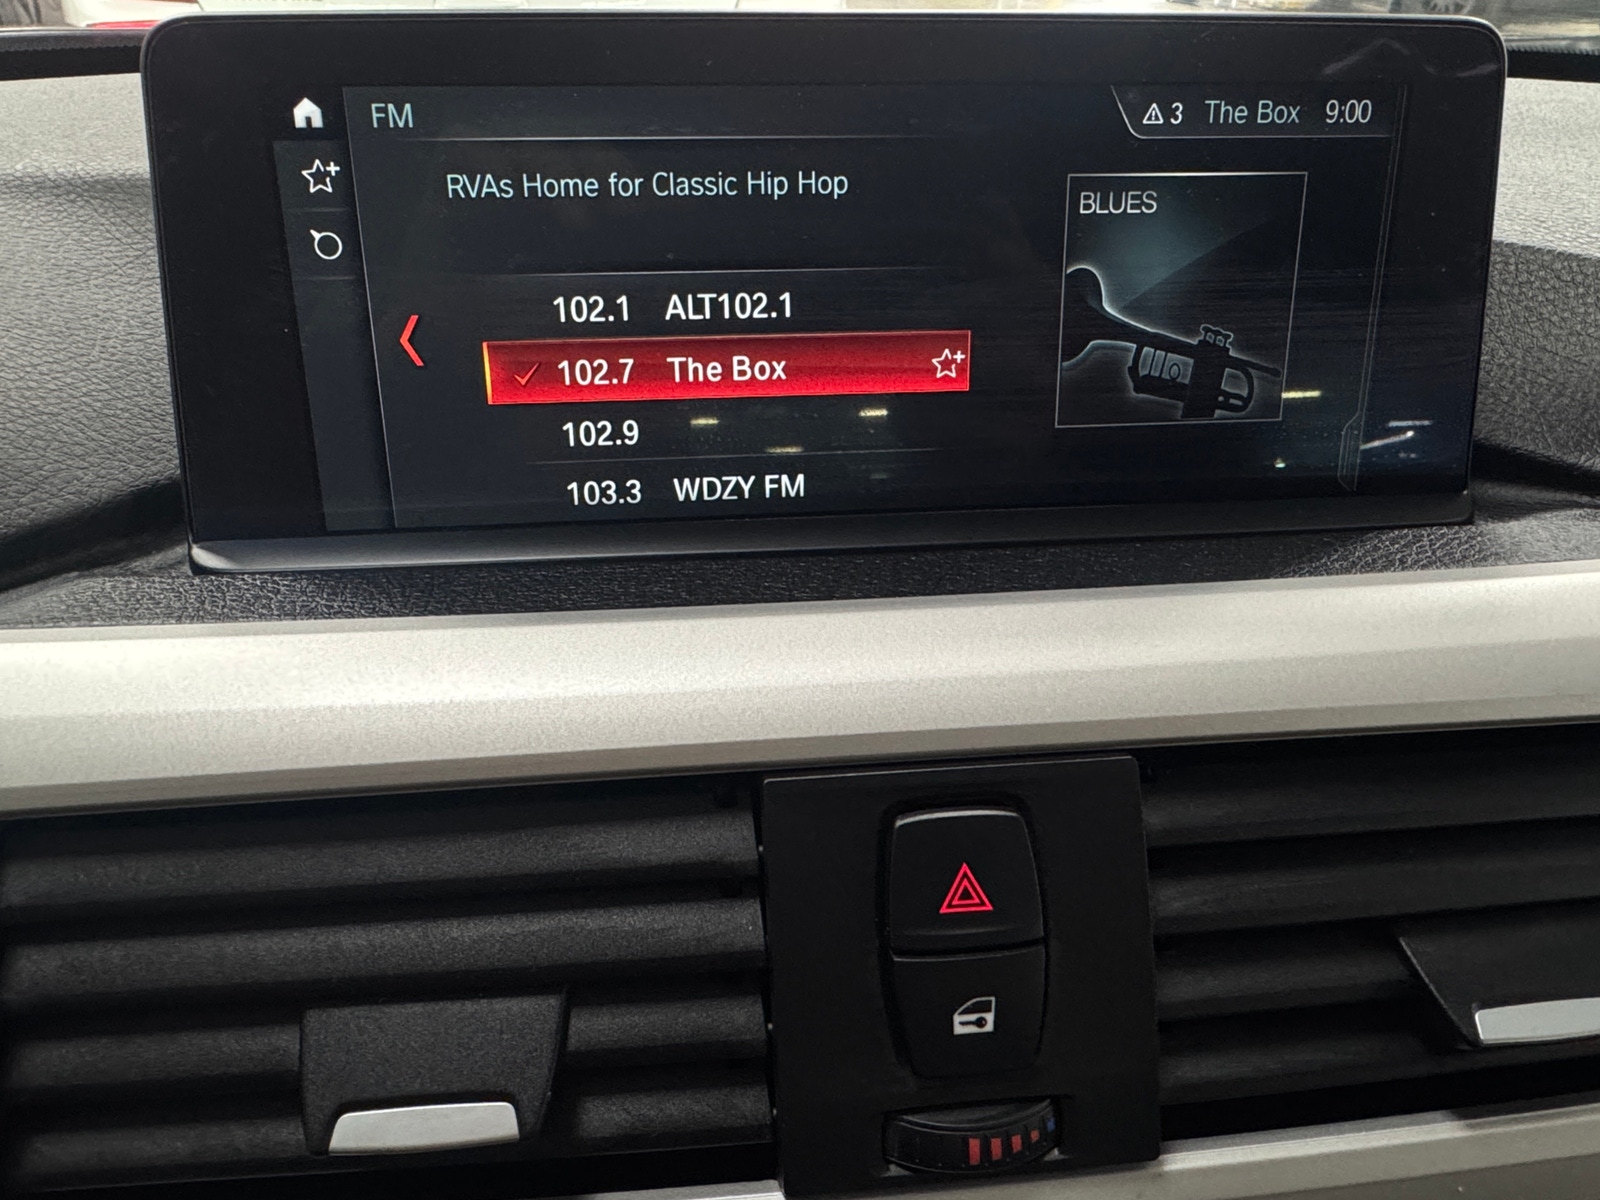 FM
3 The Box 9:00
RVAs Home for Classic Hip Hop
BLUES
102.1 ALT102.1
102.7 The Box
102.9
103.3 WDZY FM